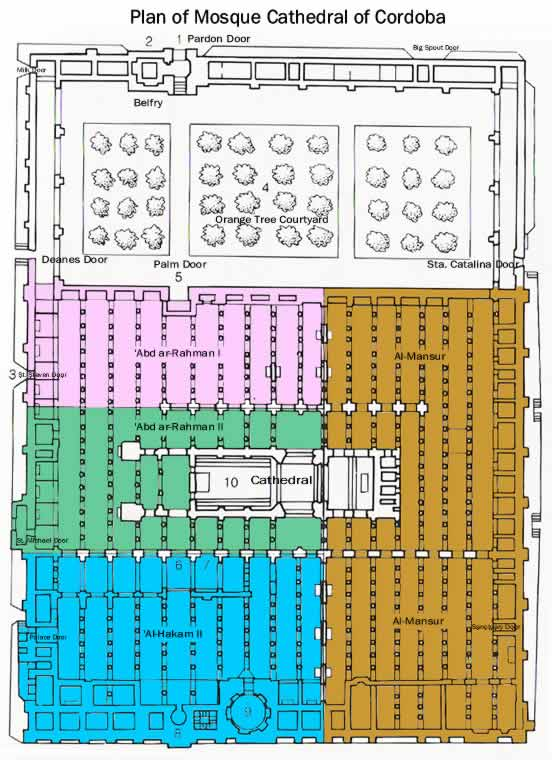 Plan of Mosque Cathedral of Cordoba
1 Pardon Door
2
Big Spout Door
Milk Door
Belfry
4
Orange Tree Courtyard
Deanes Door
Palm Door
Sta. Catalina Door
5
'Abd ar-Rahman I
Al-Mansur
3 St. Steven Door
'Abd ar-Rahman II
10 Cathedral
St. Michael Door
6 7
'Al-Hakam II
Al-Mansur
Palace Door
9
8